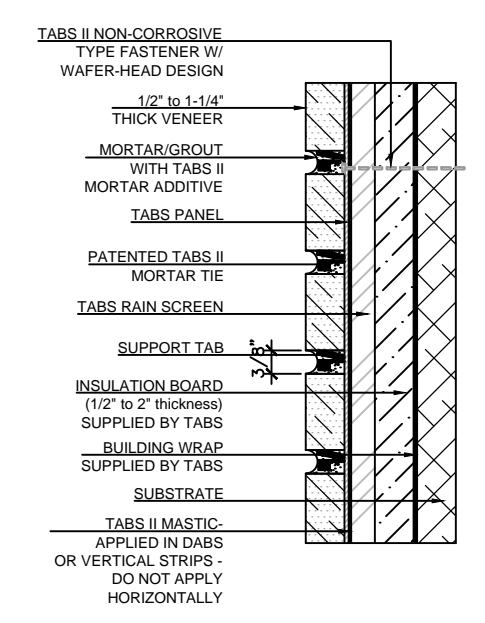 TABS II NON-CORROSIVE
TYPE FASTENER W/
WAFER-HEAD DESIGN
1/2" to 1-1/4"
THICK VENEER
MORTAR/GROUT
WITH TABS II
MORTAR ADDITIVE
TABS PANEL
PATENTED TABS II
MORTAR TIE
TABS RAIN SCREEN
SUPPORT TAB
3/8"
INSULATION BOARD
(1/2" to 2" thickness)
SUPPLIED BY TABS
BUILDING WRAP
SUPPLIED BY TABS
SUBSTRATE
TABS II MASTIC-
APPLIED IN DABS
OR VERTICAL STRIPS -
DO NOT APPLY
HORIZONTALLY